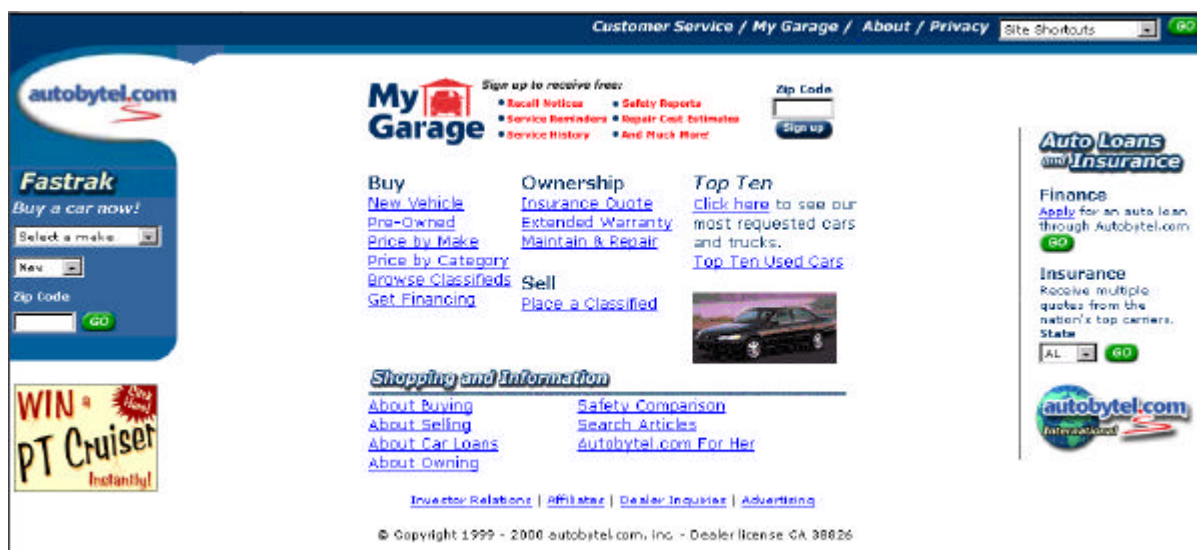 Customer Service / My Garage / About / Privacy
Site Shortcuts
GO
autobytel.com
Fastrak
Buy a car now!
Select a make
New
Zip Code
GO
WIN a
PT Cruiser
Instantly!
My Garage
Sign up to receive free:
• Recall Notices • Safety Reports
• Service Reminders • Repair Cost Estimates
• Service History • And Much More!
Zip Code
Sign up
Buy
New Vehicle
Pre-Owned
Price by Make
Price by Category
Browse Classifieds
Get Financing
Ownership
Insurance Quote
Extended Warranty
Maintain & Repair
Sell
Place a Classified
Top Ten
Click here to see our
most requested cars
and trucks.
Top Ten Used Cars
Shopping and Information
About Buying
About Selling
About Car Loans
About Owning
Safety Comparison
Search Articles
Autobytel.com For Her
Auto Loans
and Insurance
Finance
Apply for an auto loan
through Autobytel.com
GO
Insurance
Receive multiple
quotes from the
nation's top carriers.
State
AL
GO
autobytel.com
International
Investor Relations | Affiliates | Dealer Inquiries | Advertising
© Copyright 1999 - 2000 autobytel.com, inc. - Dealer license CA 38826